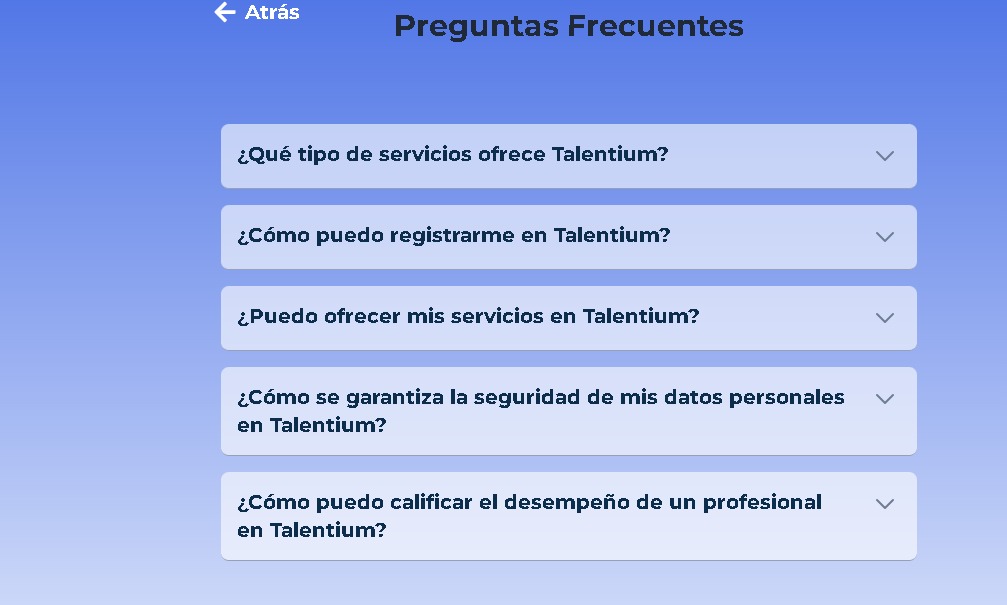 Atrás
Preguntas Frecuentes
¿Qué tipo de servicios ofrece Talentium?
¿Cómo puedo registrarme en Talentium?
¿Puedo ofrecer mis servicios en Talentium?
¿Cómo se garantiza la seguridad de mis datos personales
en Talentium?
¿Cómo puedo calificar el desempeño de un profesional
en Talentium?